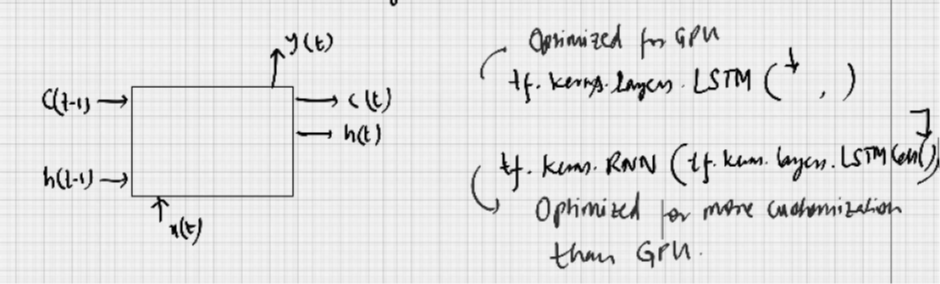 y(t)
C(t-1)
c(t)
h(t)
h(t-1)
x(t)
Optimized for GPU
tf.keras.layers.LSTM( , )
tf.keras.RNN (tf.keras.layers.LSTMCell()
Optimized for more customization
than GPU.